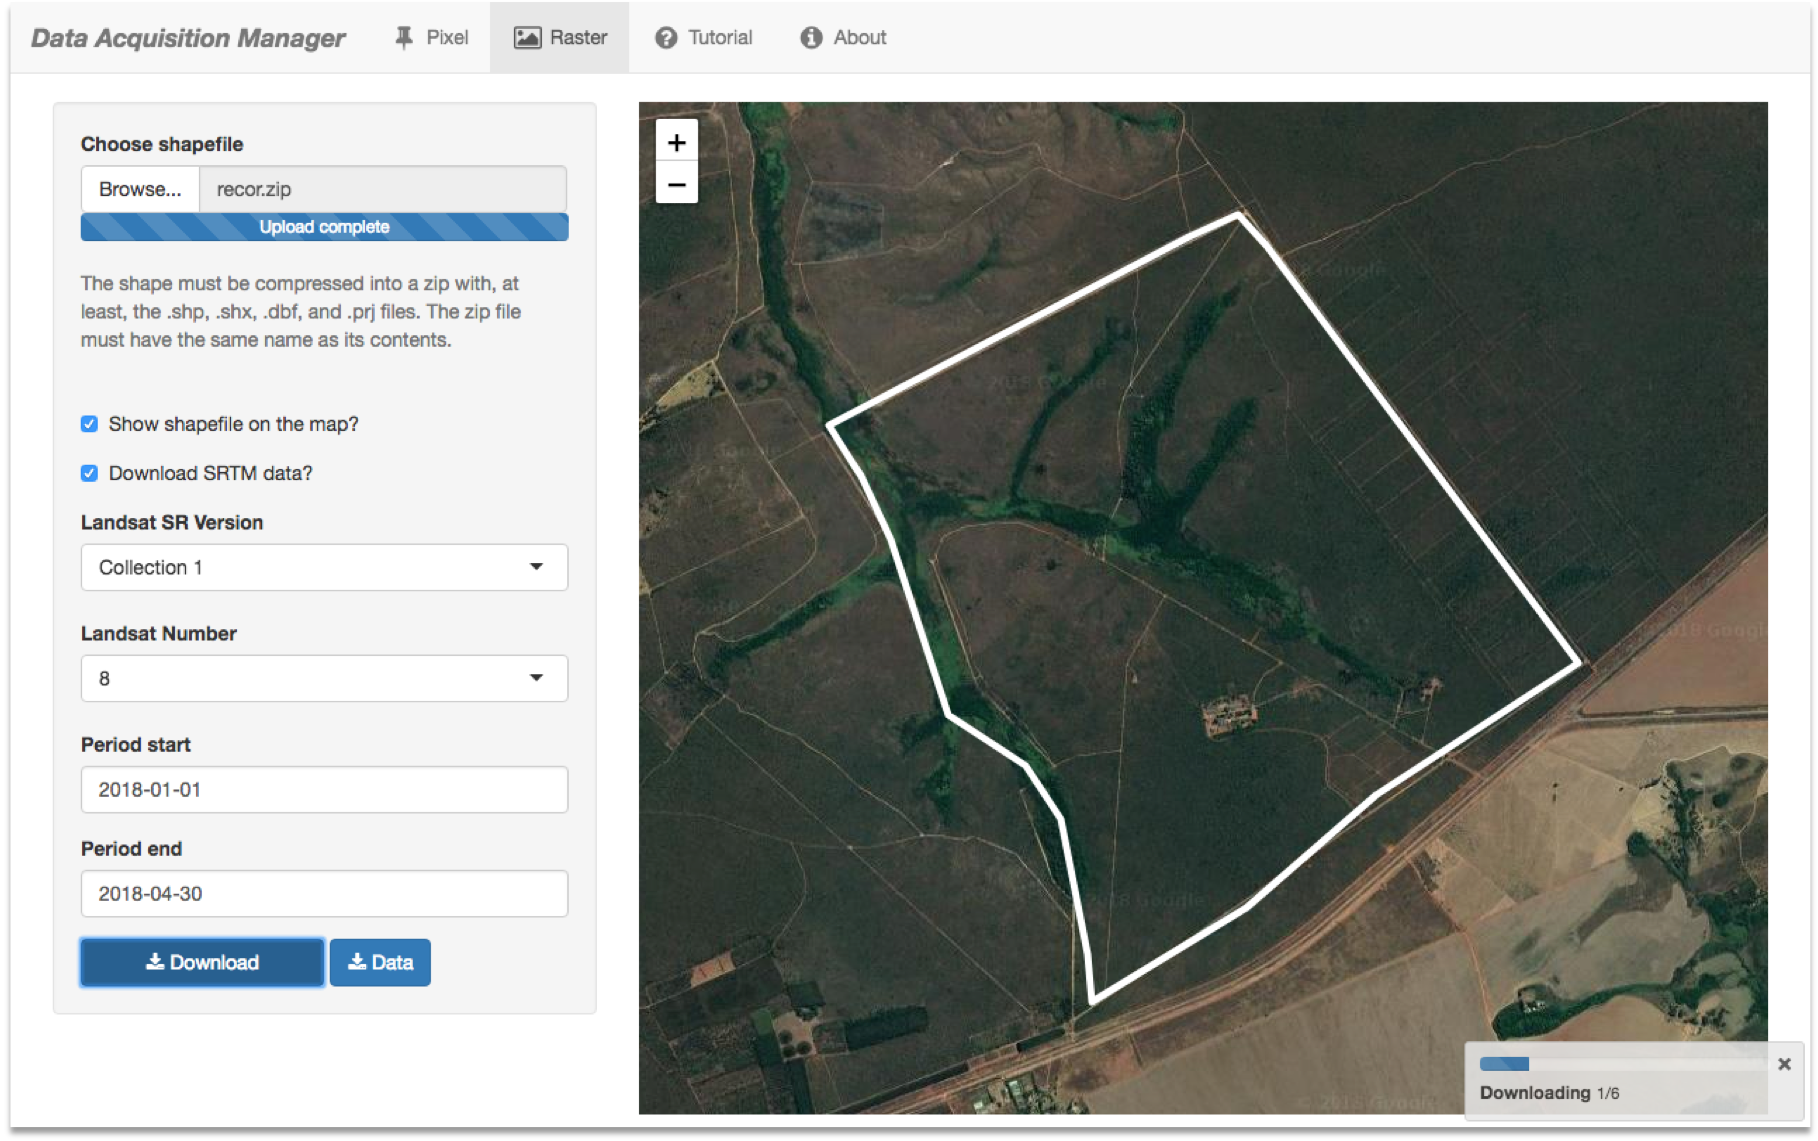 Data Acquisition Manager
Pixel
Raster
Tutorial
About
Choose shapefile
Browse...
recor.zip
Upload complete
The shape must be compressed into a zip with, at
least, the .shp, .shx, .dbf, and .prj files. The zip file
must have the same name as its contents.
Show shapefile on the map?
Download SRTM data?
Landsat SR Version
Collection 1
Landsat Number
8
Period start
2018-01-01
Period end
2018-04-30
Download
Data
+
−
Downloading 1/6